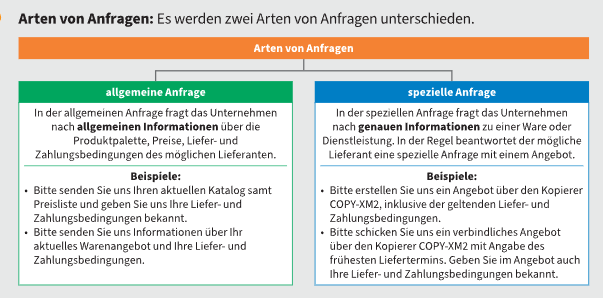 Arten von Anfragen: Es werden zwei Arten von Anfragen unterschieden.
Arten von Anfragen
allgemeine Anfrage
In der allgemeinen Anfrage fragt das Unternehmen
nach allgemeinen Informationen über die
Produktpalette, Preise, Liefer- und
Zahlungsbedingungen des möglichen Lieferanten.
Beispiele:
• Bitte senden Sie uns Ihren aktuellen Katalog samt
Preisliste und geben Sie uns Ihre Liefer- und
Zahlungsbedingungen bekannt.
• Bitte senden Sie uns Informationen über Ihr
aktuelles Warenangebot und Ihre Liefer- und
Zahlungsbedingungen.
spezielle Anfrage
In der speziellen Anfrage fragt das Unternehmen
nach genauen Informationen zu einer Ware oder
Dienstleistung. In der Regel beantwortet der mögliche
Lieferant eine spezielle Anfrage mit einem Angebot.
Beispiele:
• Bitte erstellen Sie uns ein Angebot über den Kopierer
COPY-XM2, inklusive der geltenden Liefer- und
Zahlungsbedingungen.
• Bitte schicken Sie uns ein verbindliches Angebot
über den Kopierer COPY-XM2 mit Angabe des
frühesten Liefertermins. Geben Sie im Angebot auch
Ihre Liefer- und Zahlungsbedingungen bekannt.